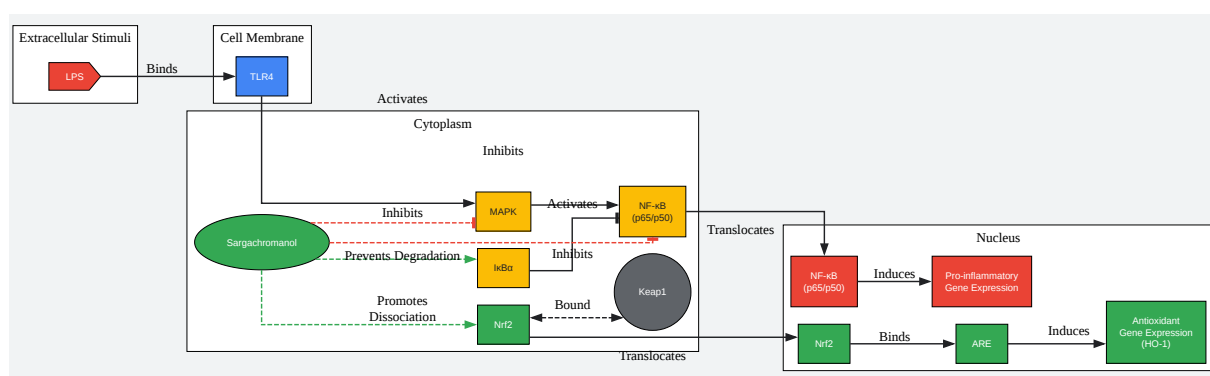 Extracellular Stimuli
LPS
Binds
Cell Membrane
TLR4
Activates
Cytoplasm
Inhibits
MAPK
Activates
NF-κB
(p65/p50)
Inhibits
Sargachromanol
Prevents Degradation
IκBα
Inhibits
Keap1
Promotes
Dissociation
Nrf2
Bound
Translocates
Translocates
Nucleus
NF-κB
(p65/p50)
Induces
Pro-inflammatory
Gene Expression
Nrf2
Binds
ARE
Induces
Antioxidant
Gene Expression
(HO-1)